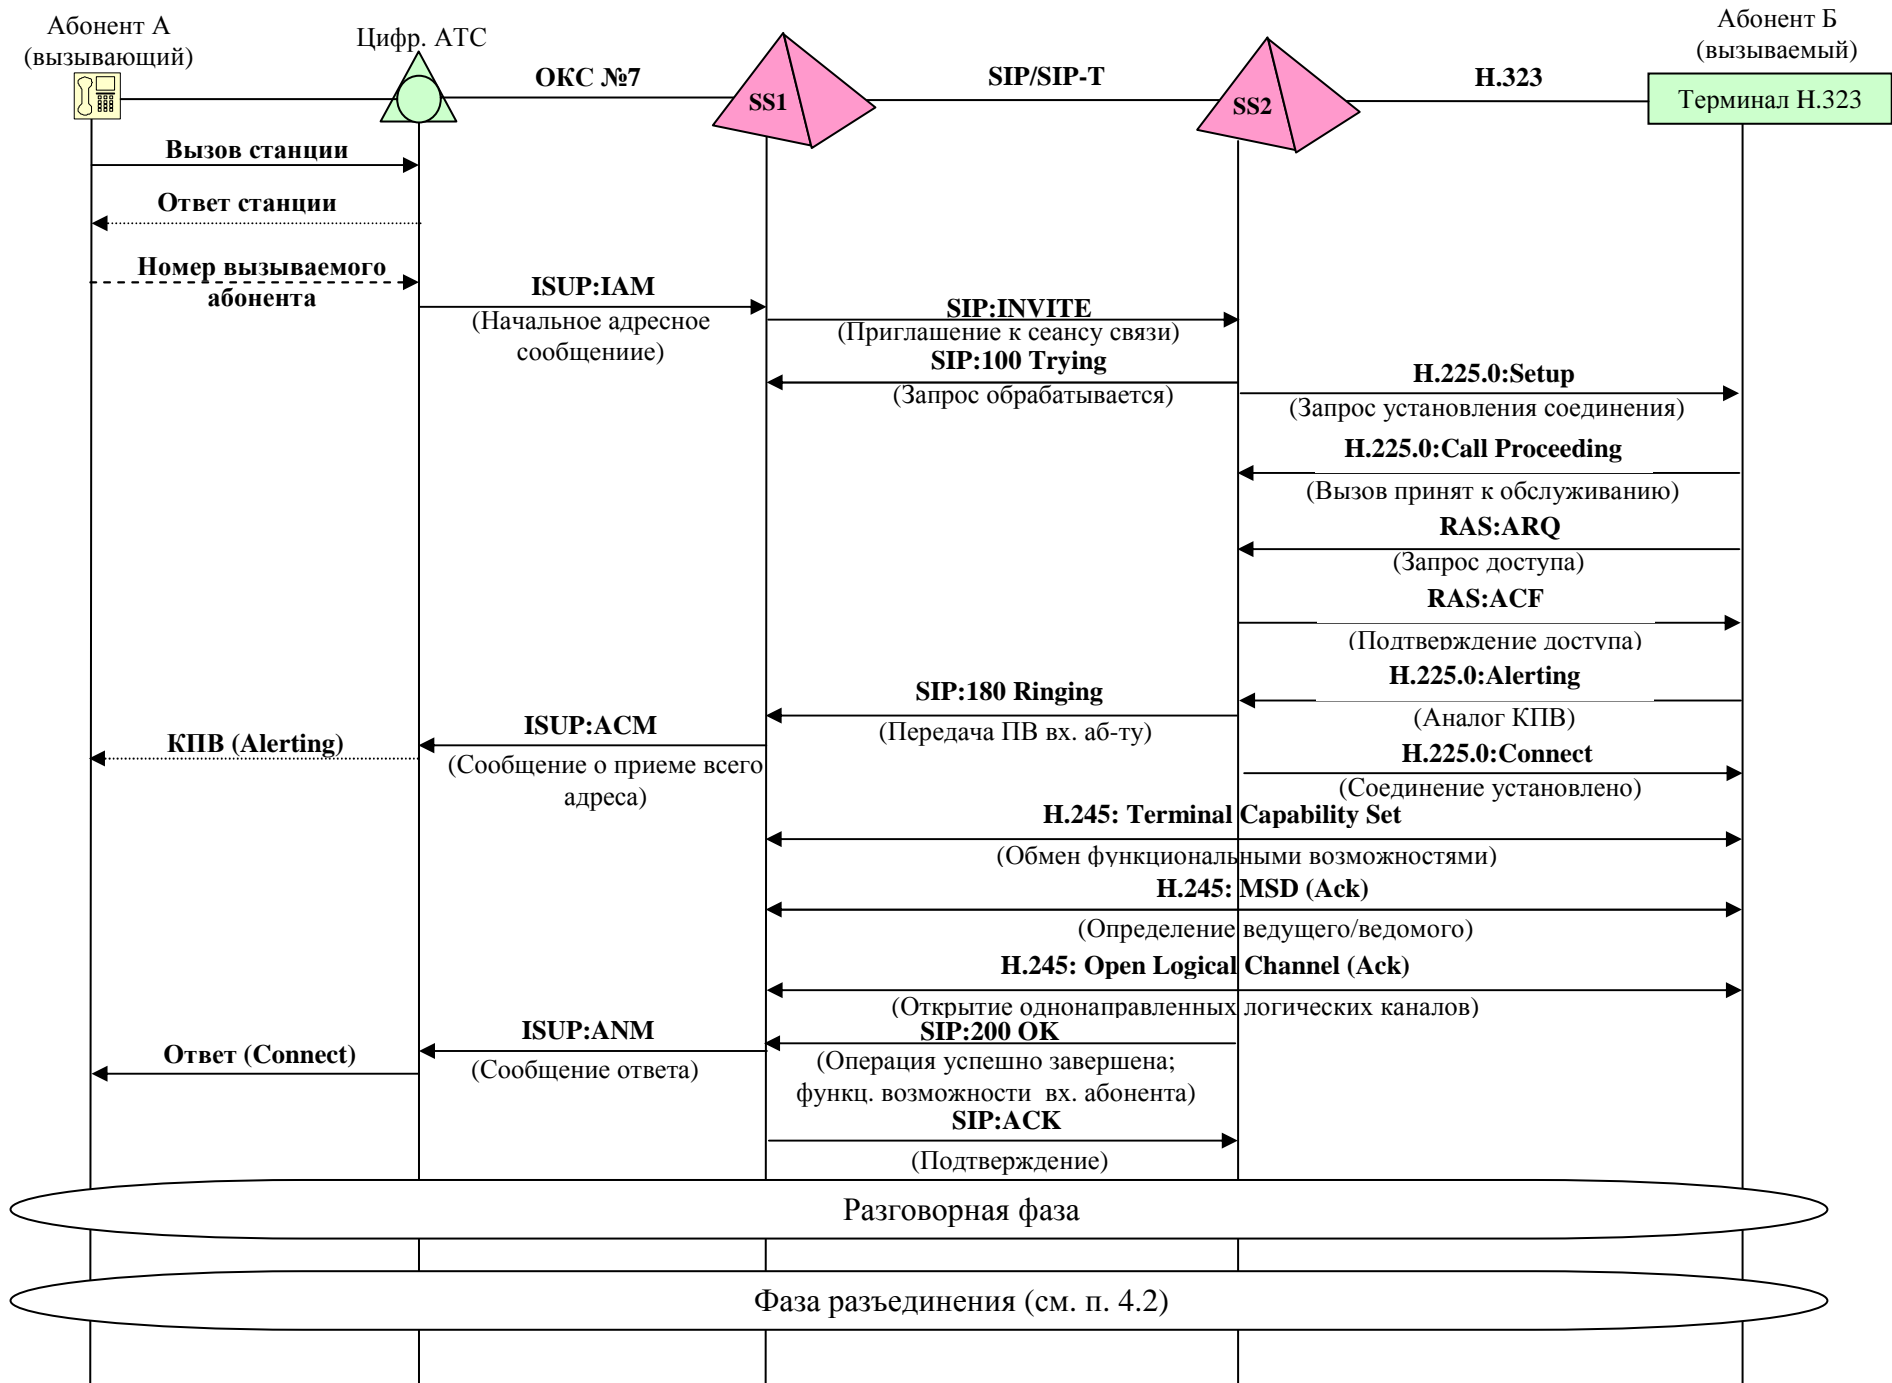 Абонент А
(вызывающий)
Цифр. АТС
ОКС №7
SS1
SIP/SIP-T
SS2
H.323
Абонент Б
(вызываемый)
Терминал H.323
Вызов станции
Ответ станции
Номер вызываемого
абонента
ISUP:IAM
(Начальное адресное
сообщениие)
SIP:INVITE
(Приглашение к сеансу связи)
SIP:100 Trying
(Запрос обрабатывается)
H.225.0:Setup
(Запрос установления соединения)
H.225.0:Call Proceeding
(Вызов принят к обслуживанию)
RAS:ARQ
(Запрос доступа)
RAS:ACF
(Подтверждение доступа)
H.225.0:Alerting
(Аналог КПВ)
SIP:180 Ringing
(Передача ПВ вх. аб-ту)
ISUP:ACM
(Сообщение о приеме всего
адреса)
КПВ (Alerting)
H.225.0:Connect
(Соединение установлено)
H.245: Terminal Capability Set
(Обмен функциональными возможностями)
H.245: MSD (Ack)
(Определение ведущего/ведомого)
H.245: Open Logical Channel (Ack)
(Открытие однонаправленных логических каналов)
SIP:200 OK
(Операция успешно завершена;
функц. возможности вх. абонента)
ISUP:ANM
(Сообщение ответа)
Ответ (Connect)
SIP:ACK
(Подтверждение)
Разговорная фаза
Фаза разъединения (см. п. 4.2)